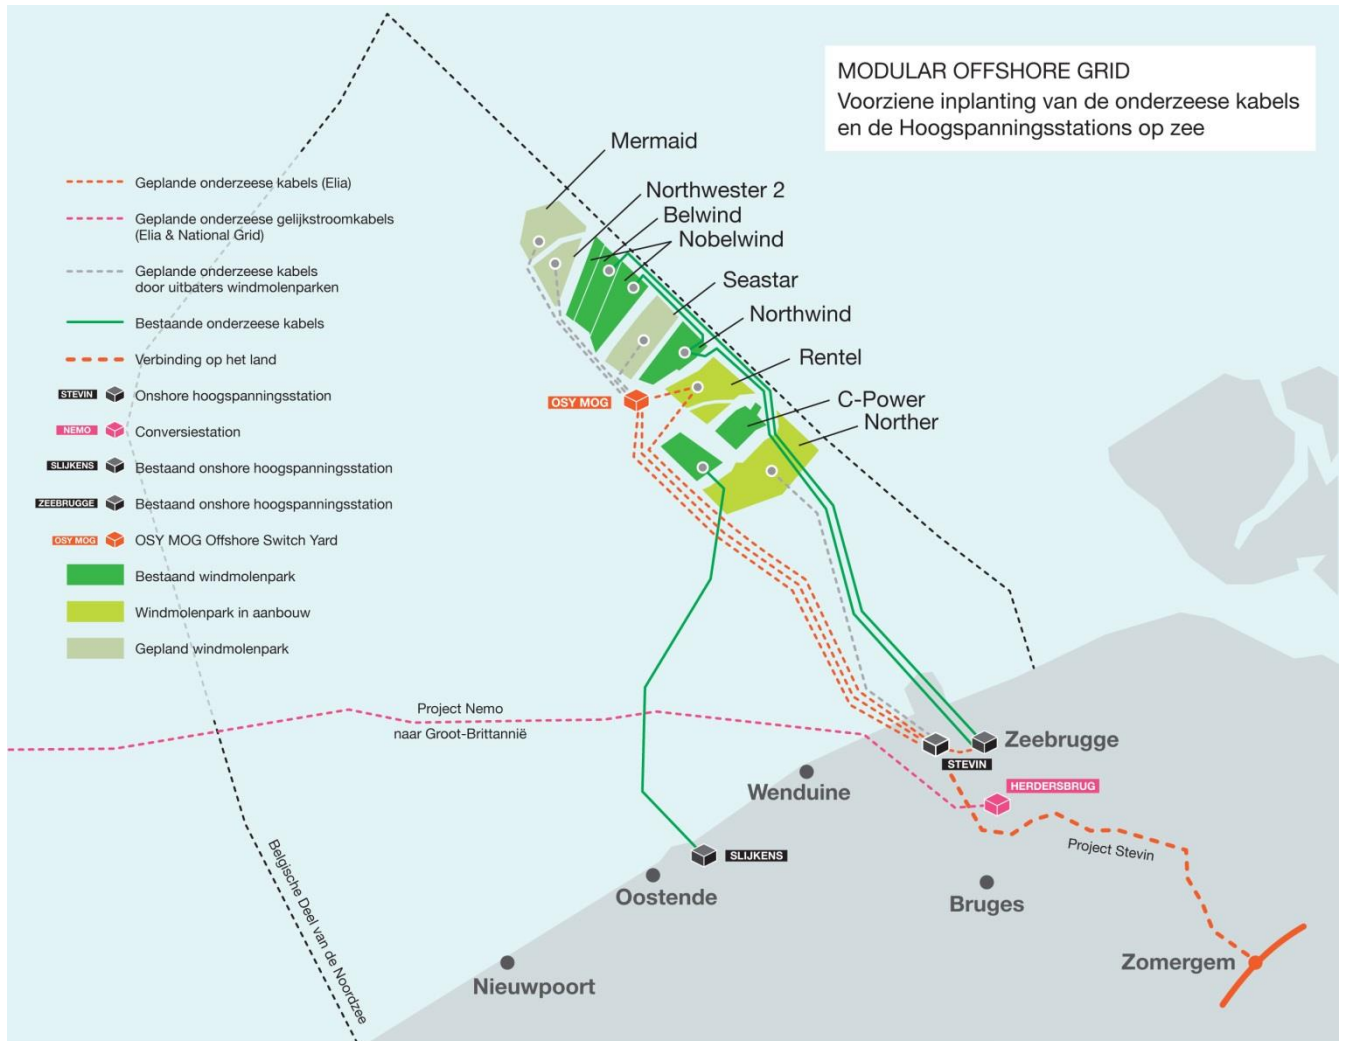 MODULAR OFFSHORE GRID
Voorziene inplanting van de onderzeese kabels
en de Hoogspanningsstations op zee
Mermaid
Northwester 2
Belwind
Nobelwind
Seastar
Northwind
Rentel
C-Power
Norther
OSY MOG
Geplande onderzeese kabels (Elia)
Geplande onderzeese gelijkstroomkabels
(Elia & National Grid)
Geplande onderzeese kabels
door uitbaters windmolenparken
Bestaande onderzeese kabels
Verbinding op het land
STEVIN Onshore hoogspanningsstation
NEMO Conversiestation
SLIJKENS Bestaand onshore hoogspanningsstation
ZEEBRUGGE Bestaand onshore hoogspanningsstation
OSY MOG OSY MOG Offshore Switch Yard
Bestaand windmolenpark
Windmolenpark in aanbouw
Gepland windmolenpark
Project Nemo
naar Groot-Brittannië
Zeebrugge
STEVIN
HERDERSBRUG
Wenduine
Project Stevin
SLIJKENS
Oostende
Bruges
Belgische Deel van de Noordzee
Nieuwpoort
Zomergem